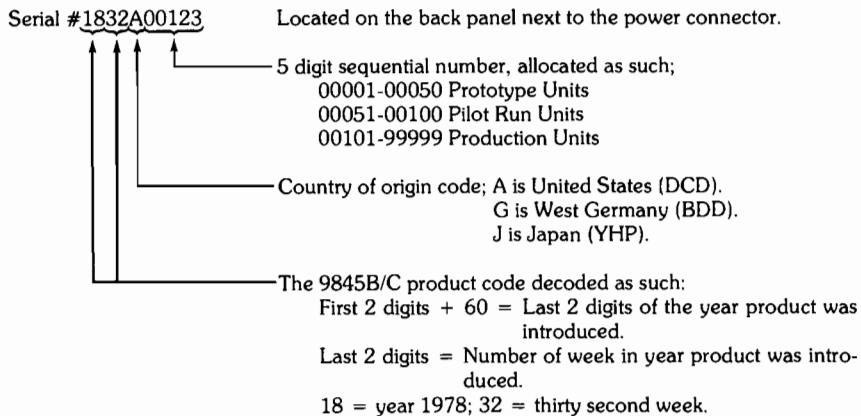 Serial #1832A00123 Located on the back panel next to the power connector.
5 digit sequential number, allocated as such;
00001-00050 Prototype Units
00051-00100 Pilot Run Units
00101-99999 Production Units
Country of origin code; A is United States (DCD).
G is West Germany (BDD).
J is Japan (YHP).
The 9845B/C product code decoded as such:
First 2 digits + 60 = Last 2 digits of the year product was
introduced.
Last 2 digits = Number of week in year product was intro-
duced.
18 = year 1978; 32 = thirty second week.